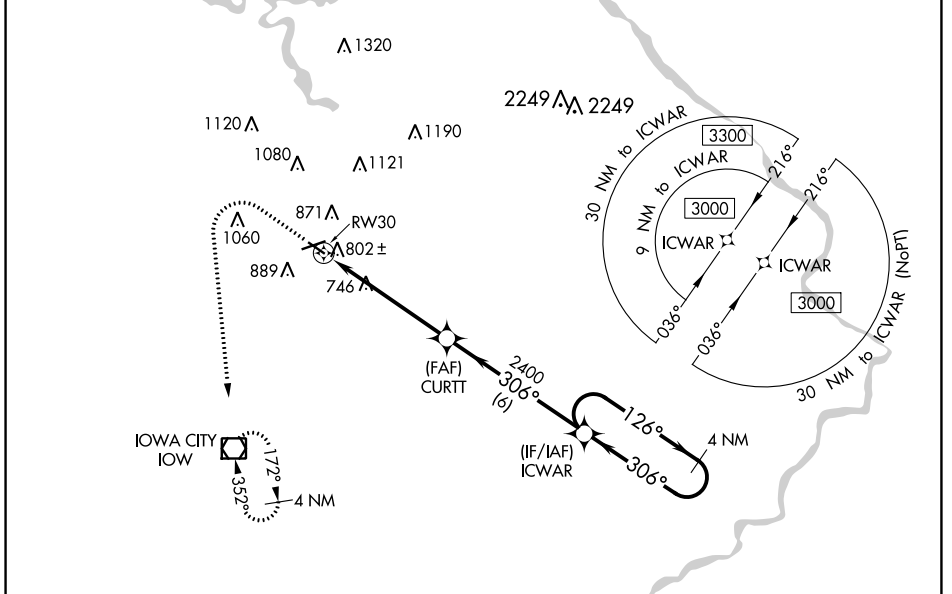 1320
2249 2249
1120
1190
1080
1121
30 NM to ICWAR
3300
216°
9 NM to ICWAR
3000
216°
871
RW30
1060
802 ±
ICWAR
ICWAR
889
746
30 NM to ICWAR (NoPT)
3000
036°
036°
(FAF)
CURTT
2400
306°
(6)
126°
4 NM
IOWA CITY
IOW
(IF/IAF)
ICWAR
306°
172°
352°
4 NM